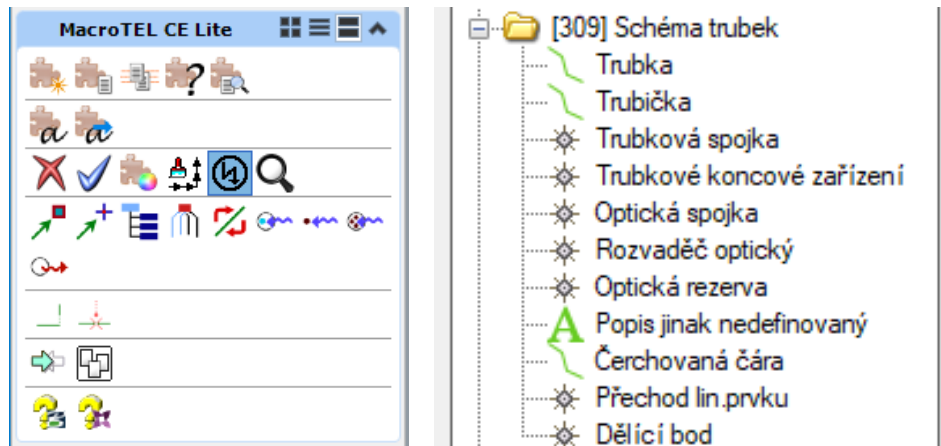 MacroTEL CE Lite
[309] Schéma trubek
Trubka
Trubička
Trubková spojka
Trubkové koncové zařízení
Optická spojka
Rozvaděč optický
Optická rezerva
Popis jinak nedefinovaný
Čerchovaná čára
Přechod lin.prvku
Dělící bod